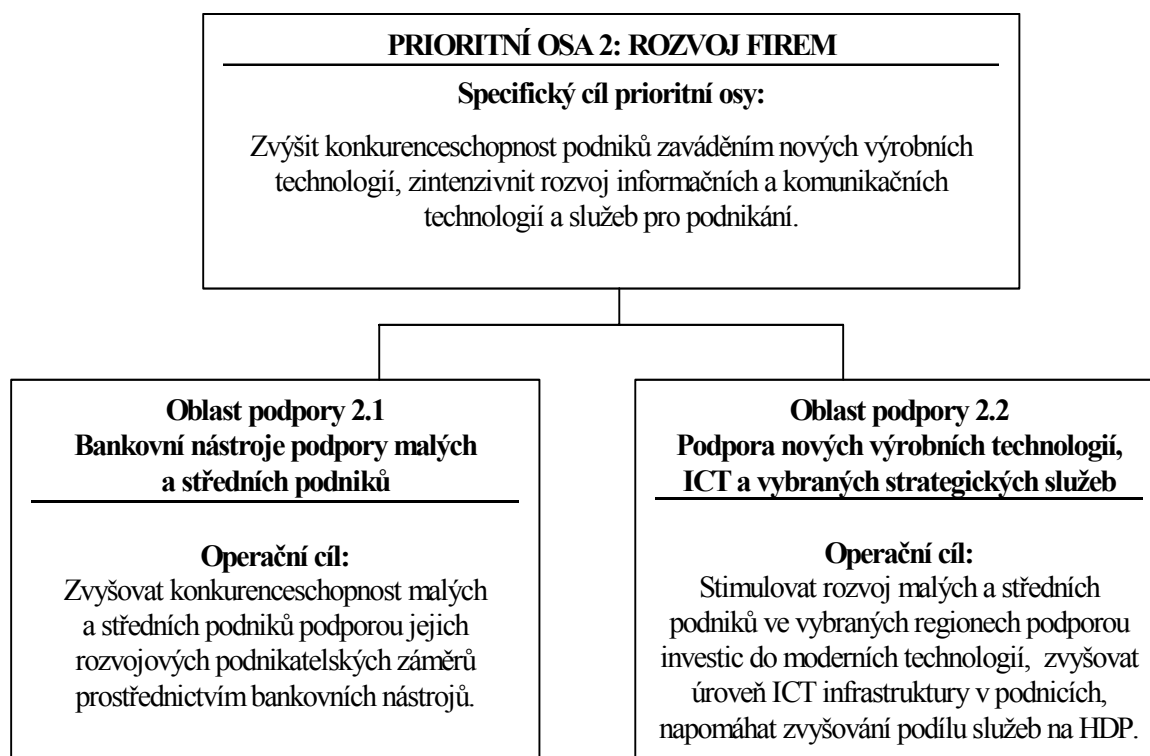 PRIORITNÍ OSA 2: ROZVOJ FIREM
Specifický cíl prioritní osy:
Zvýšit konkurenceschopnost podniků zaváděním nových výrobních
technologií, zintenzivnit rozvoj informačních a komunikačních
technologií a služeb pro podnikání.
Oblast podpory 2.1
Bankovní nástroje podpory malých
a středních podniků
Operační cíl:
Zvyšovat konkurenceschopnost malých
a středních podniků podporou jejich
rozvojových podnikatelských záměrů
prostřednictvím bankovních nástrojů.
Oblast podpory 2.2
Podpora nových výrobních technologií,
ICT a vybraných strategických služeb
Operační cíl:
Stimulovat rozvoj malých a středních
podniků ve vybraných regionech podporou
investic do moderních technologií, zvyšovat
úroveň ICT infrastruktury v podnicích,
napomáhat zvyšování podílu služeb na HDP.